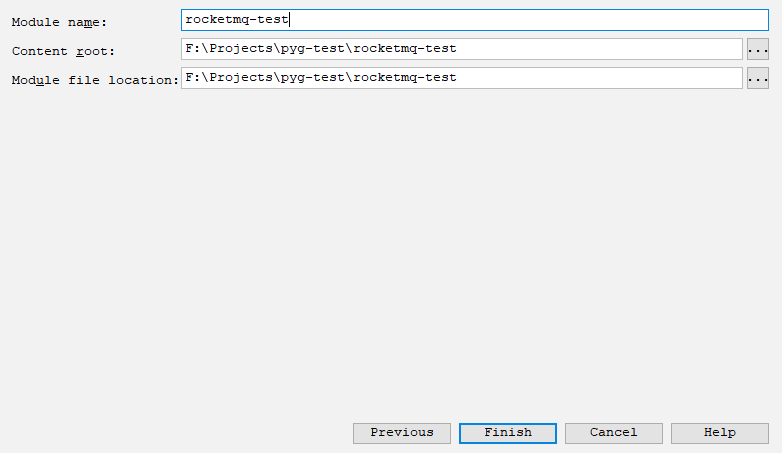 Module name: rocketmq-test
Content root: F:\Projects\pyg-test\rocketmq-test ...
Module file location: F:\Projects\pyg-test\rocketmq-test ...
Previous Finish Cancel Help